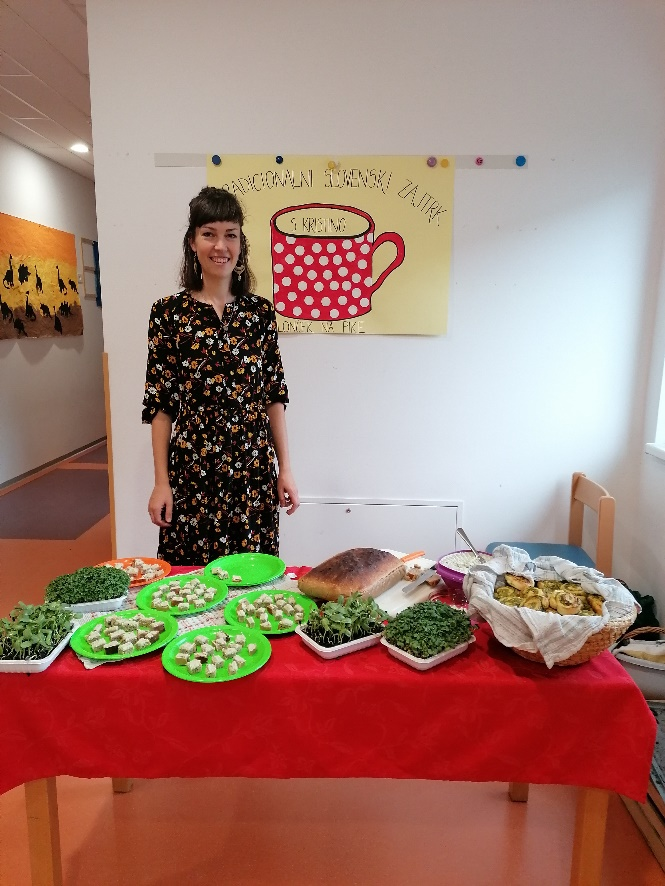 TRADICIONALNI SLOVENSKI ZAJTRK
S KRISTINO
LONČEK NA PIKE